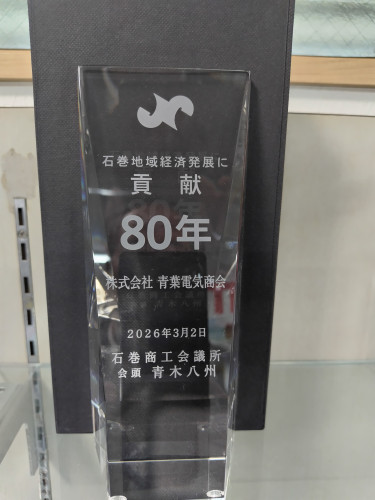 石巻地域経済発展に
貢献
80年
株式会社 青葉電気商会
2026年3月2日
石巻商工会議所
会頭 青木八州